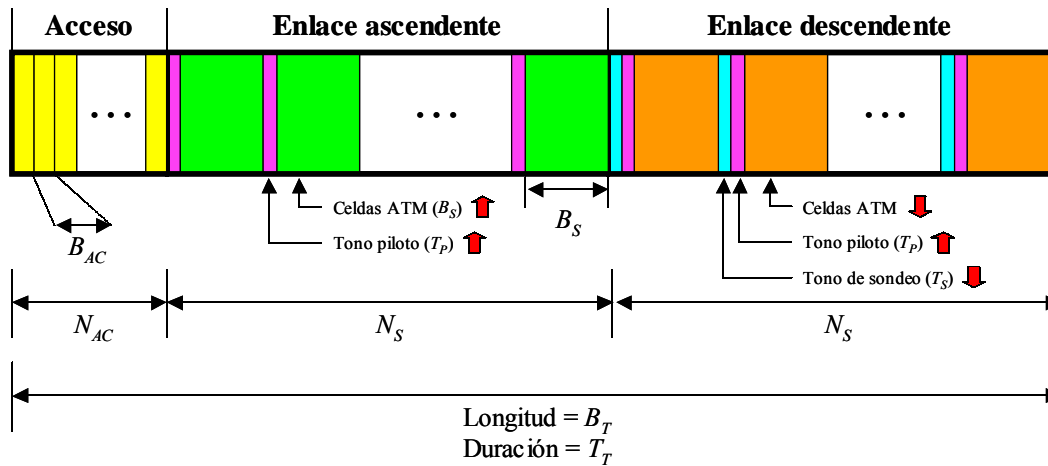 Acceso
Enlace ascendente
Enlace descendente
...
...
...
Celdas ATM (B_S)
Tono piloto (T_P)
B_AC
B_S
Celdas ATM
Tono piloto (T_P)
Tono de sondeo (T_S)
N_AC
N_S
N_S
Longitud = B_T
Duración = T_T